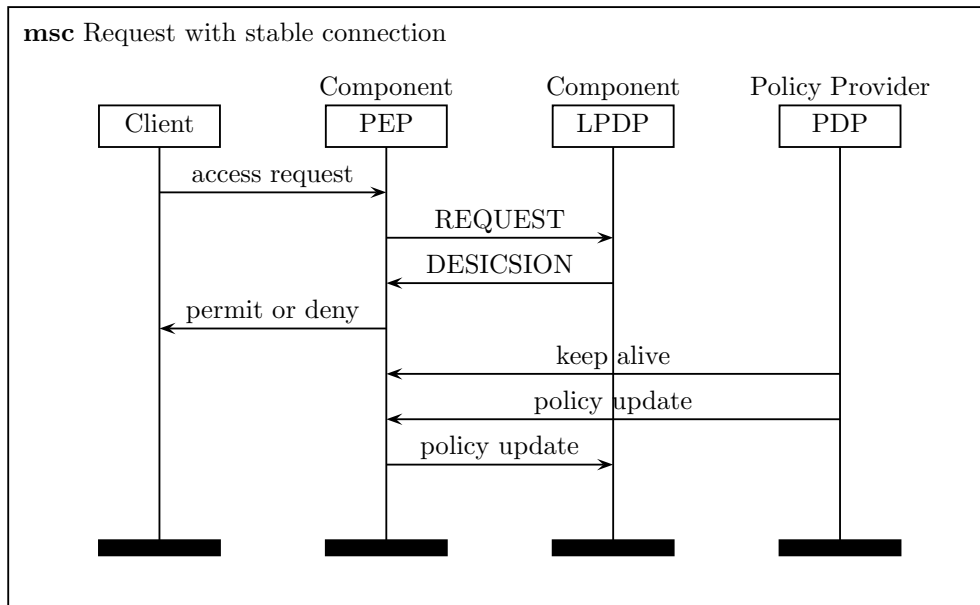 msc Request with stable connection
Component Component Policy Provider
Client PEP LPDP PDP
access request
REQUEST
DESICSION
permit or deny
keep alive
policy update
policy update